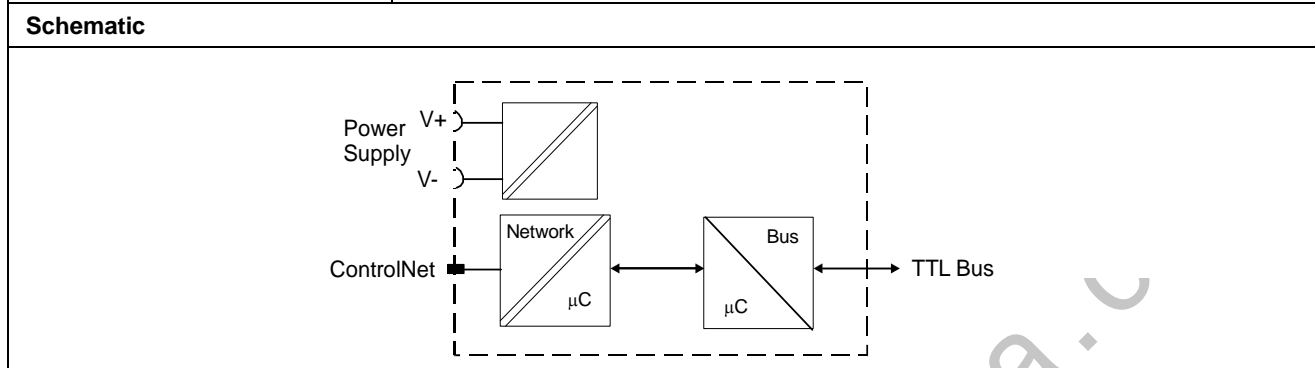 Schematic
Power
Supply
V+
V-
Network
μC
Bus
μC
ControlNet
TTL Bus